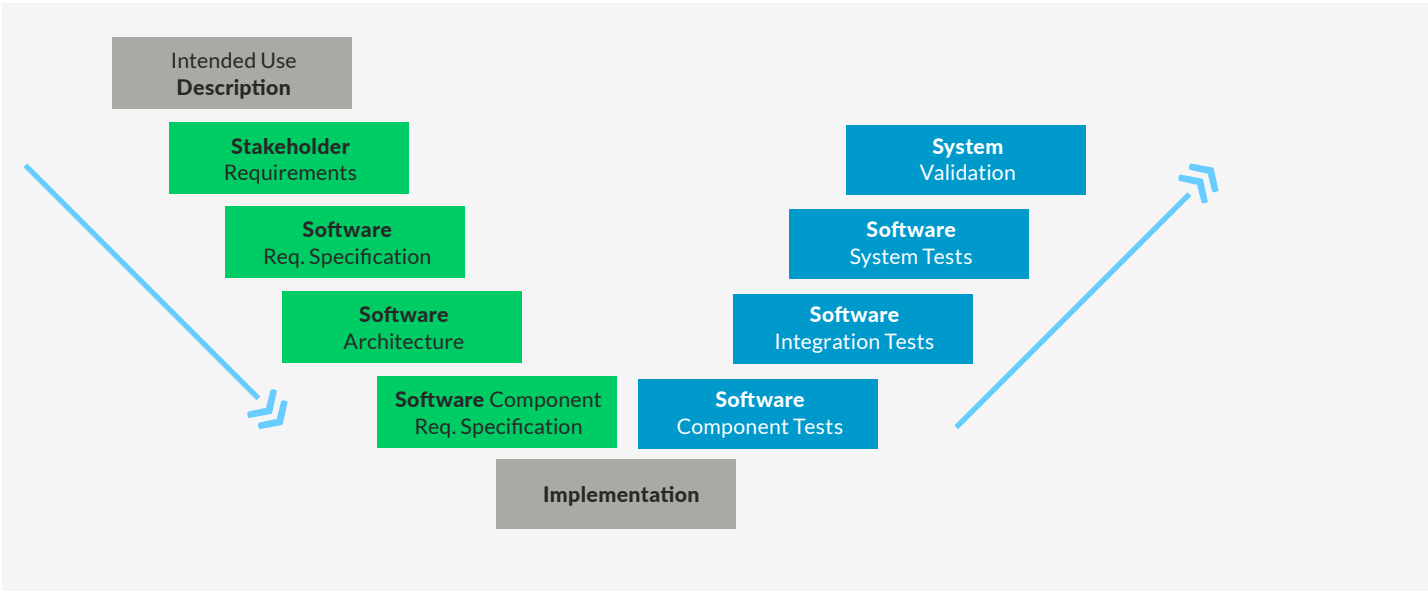 Intended Use
Description
Stakeholder
Requirements
Software
Req. Specification
Software
Architecture
Software Component
Req. Specification
Implementation
Software
Component Tests
Software
Integration Tests
Software
System Tests
System
Validation